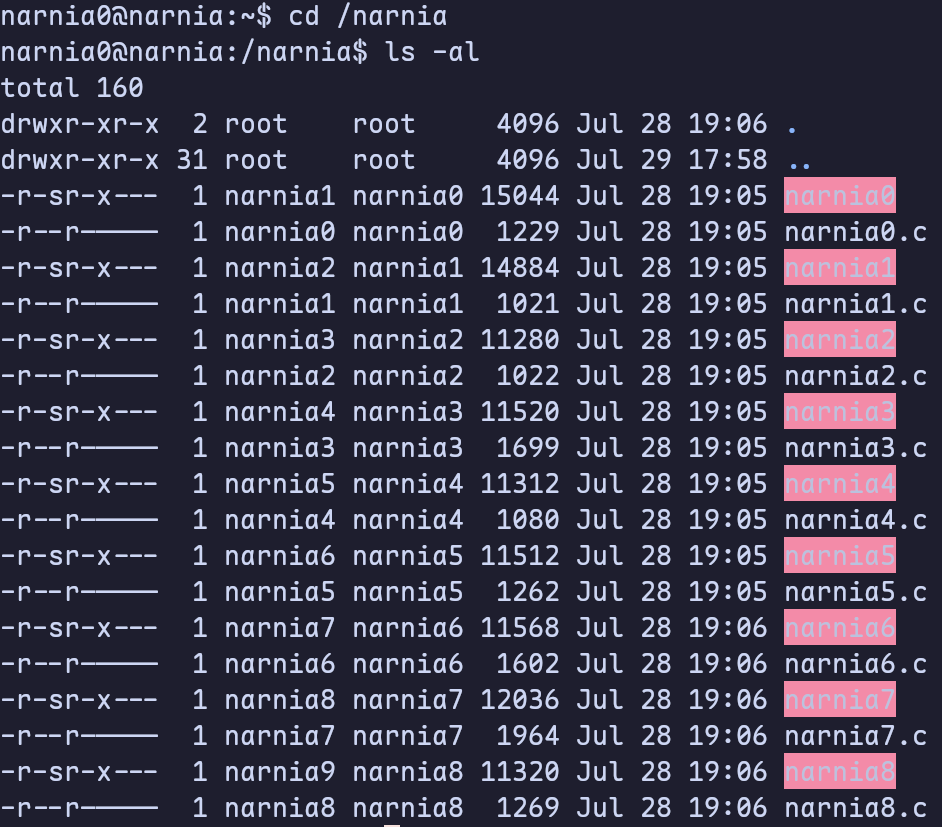 narnia0@narnia:~$ cd /narnia
narnia0@narnia:/narnia$ ls -al
total 160
drwxr-xr-x  2 root    root     4096 Jul 28 19:06 .
drwxr-xr-x 31 root    root     4096 Jul 29 17:58 ..
-r-sr-x---  1 narnia1 narnia0 15044 Jul 28 19:05 narnia0
-r--r-----  1 narnia0 narnia0  1229 Jul 28 19:05 narnia0.c
-r-sr-x---  1 narnia2 narnia1 14884 Jul 28 19:05 narnia1
-r--r-----  1 narnia1 narnia1  1021 Jul 28 19:05 narnia1.c
-r-sr-x---  1 narnia3 narnia2 11280 Jul 28 19:05 narnia2
-r--r-----  1 narnia2 narnia2  1022 Jul 28 19:05 narnia2.c
-r-sr-x---  1 narnia4 narnia3 11520 Jul 28 19:05 narnia3
-r--r-----  1 narnia3 narnia3  1699 Jul 28 19:05 narnia3.c
-r-sr-x---  1 narnia5 narnia4 11312 Jul 28 19:05 narnia4
-r--r-----  1 narnia4 narnia4  1080 Jul 28 19:05 narnia4.c
-r-sr-x---  1 narnia6 narnia5 11512 Jul 28 19:05 narnia5
-r--r-----  1 narnia5 narnia5  1262 Jul 28 19:05 narnia5.c
-r-sr-x---  1 narnia7 narnia6 11568 Jul 28 19:06 narnia6
-r--r-----  1 narnia6 narnia6  1602 Jul 28 19:06 narnia6.c
-r-sr-x---  1 narnia8 narnia7 12036 Jul 28 19:06 narnia7
-r--r-----  1 narnia7 narnia7  1964 Jul 28 19:06 narnia7.c
-r-sr-x---  1 narnia9 narnia8 11320 Jul 28 19:06 narnia8
-r--r-----  1 narnia8 narnia8  1269 Jul 28 19:06 narnia8.c